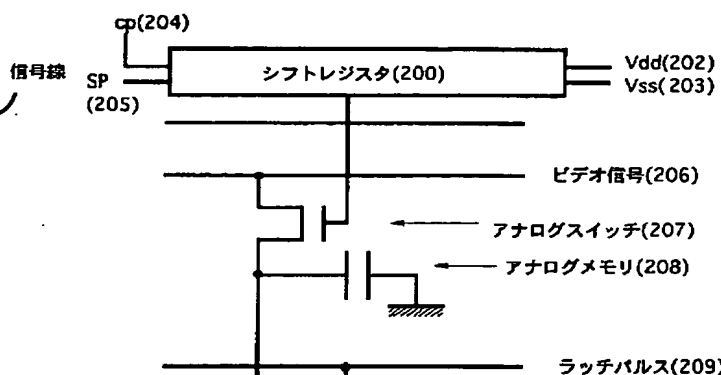 cp(204)
信号線
SP
(205)
シフトレジスタ(200)
Vdd(202)
Vss(203)
ビデオ信号(206)
アナログスイッチ(207)
アナログメモリ(208)
ラッチパルス(209)